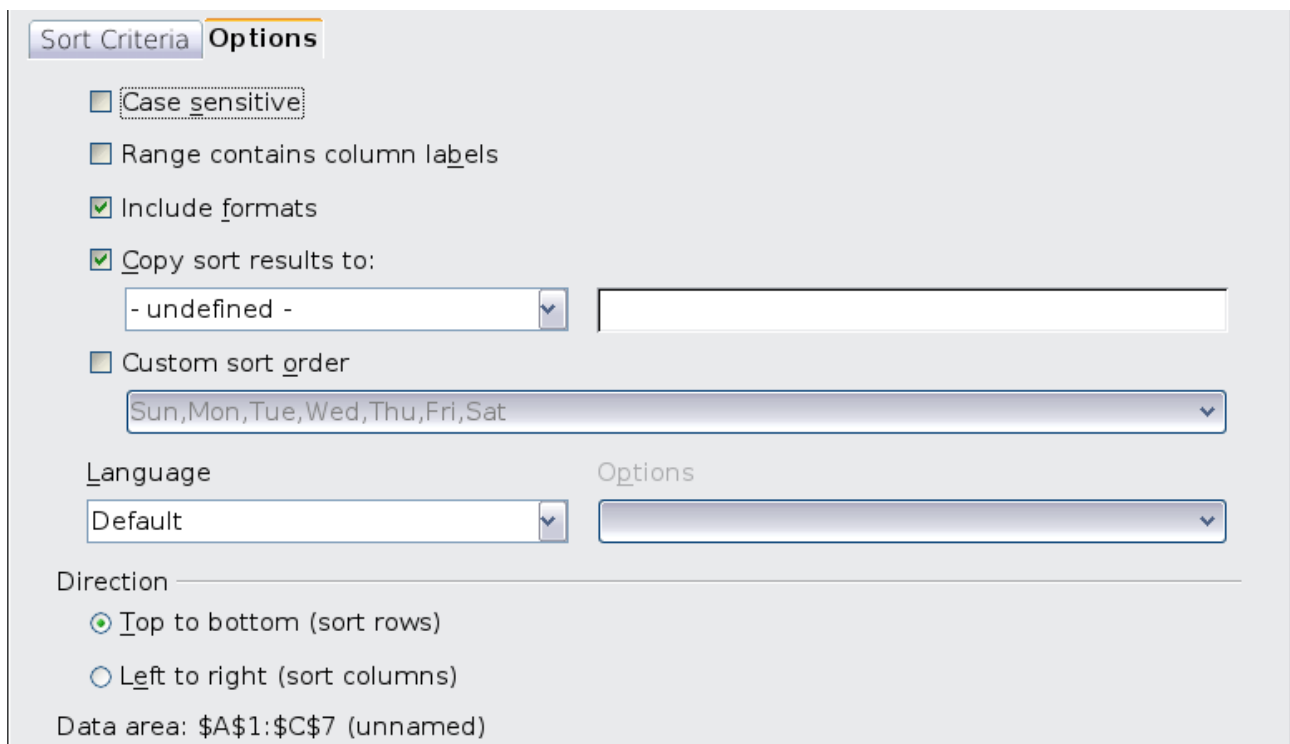 Sort Criteria Options
Case sensitive
Range contains column labels
Include formats
Copy sort results to:
- undefined -
Custom sort order
Sun,Mon,Tue,Wed,Thu,Fri,Sat
Language Options
Default
Direction
Top to bottom (sort rows)
Left to right (sort columns)
Data area: $A$1:$C$7 (unnamed)